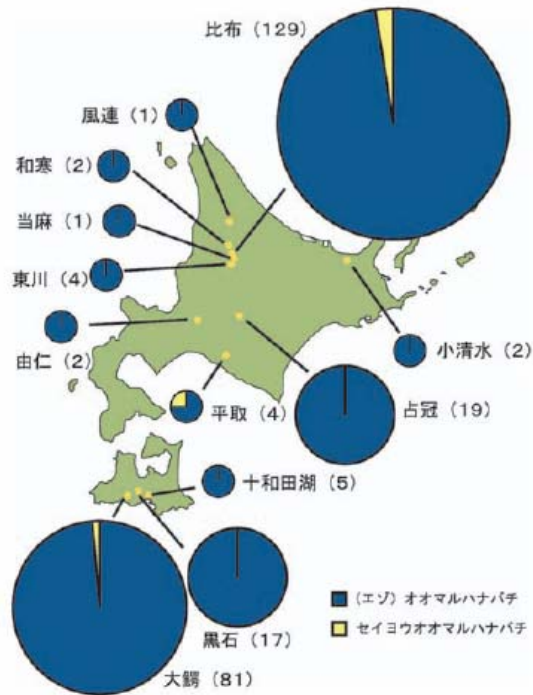 比布（129）
風連（1）
和寒（2）
当麻（1）
東川（4）
由仁（2）
小清水（2）
平取（4）
占冠（19）
十和田湖（5）
黒石（17）
大鰐（81）
（エゾ）オオマルハナバチ
セイヨウオオマルハナバチ